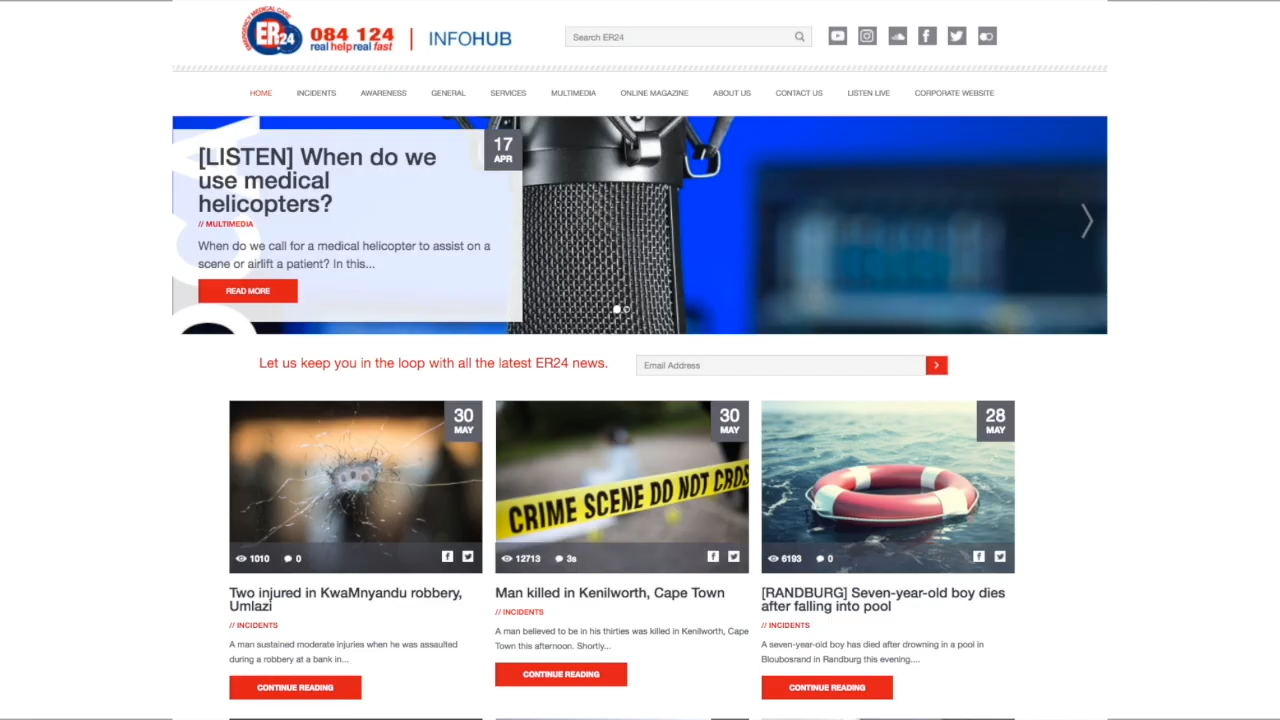 EMERGENCY MEDICAL CARE
ER24
084 124
real help real fast
INFOHUB
Search ER24
HOME INCIDENTS AWARENESS GENERAL SERVICES MULTIMEDIA ONLINE MAGAZINE ABOUT US CONTACT US LISTEN LIVE CORPORATE WEBSITE
17
APR
[LISTEN] When do we
use medical
helicopters?
// MULTIMEDIA
When do we call for a medical helicopter to assist on a
scene or airlift a patient? In this...
READ MORE
Let us keep you in the loop with all the latest ER24 news.
Email Address
30
MAY
1010 0
Two injured in KwaMnyandu robbery,
Umlazi
// INCIDENTS
A man sustained moderate injuries when he was assaulted
during a robbery at a bank in...
CONTINUE READING
30
MAY
CRIME SCENE DO NOT CROS
12713 3s
Man killed in Kenilworth, Cape Town
// INCIDENTS
A man believed to be in his thirties was killed in Kenilworth, Cape
Town this afternoon. Shortly...
CONTINUE READING
28
MAY
6193 0
[RANDBURG] Seven-year-old boy dies
after falling into pool
// INCIDENTS
A seven-year-old boy has died after drowning in a pool in
Bloubosrand in Randburg this evening....
CONTINUE READING